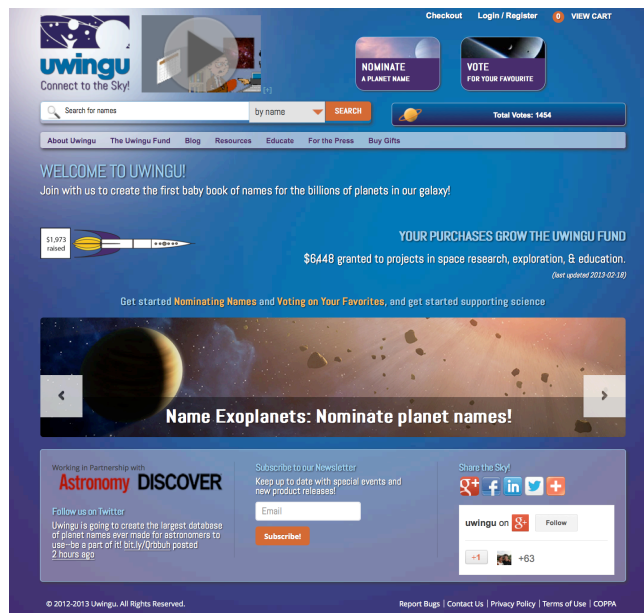 Checkout Login / Register 0 VIEW CART
uwingu
Connect to the Sky!
[+]
NOMINATE
A PLANET NAME
VOTE
FOR YOUR FAVOURITE
Search for names
by name
SEARCH
Total Votes: 1454
About Uwingu The Uwingu Fund Blog Resources Educate For the Press Buy Gifts
WELCOME TO UWINGU!
Join with us to create the first baby book of names for the billions of planets in our galaxy!
$1,973
raised
YOUR PURCHASES GROW THE UWINGU FUND
$6,448 granted to projects in space research, exploration, & education.
(last updated 2013-02-18)
Get started Nominating Names and Voting on Your Favorites, and get started supporting science
Name Exoplanets: Nominate planet names!
Working in Partnership with
Astronomy DISCOVER
Follow us on Twitter
Uwingu is going to create the largest database
of planet names ever made for astronomers to
use--be a part of it! bit.ly/Qrbbuh posted
2 hours ago
Subscribe to our Newsletter
Keep up to date with special events and
new product releases!
Email
Subscribe!
Share the Sky!
uwingu on g+ Follow
+1 +63
© 2012-2013 Uwingu. All Rights Reserved.
Report Bugs | Contact Us | Privacy Policy | Terms of Use | COPPA